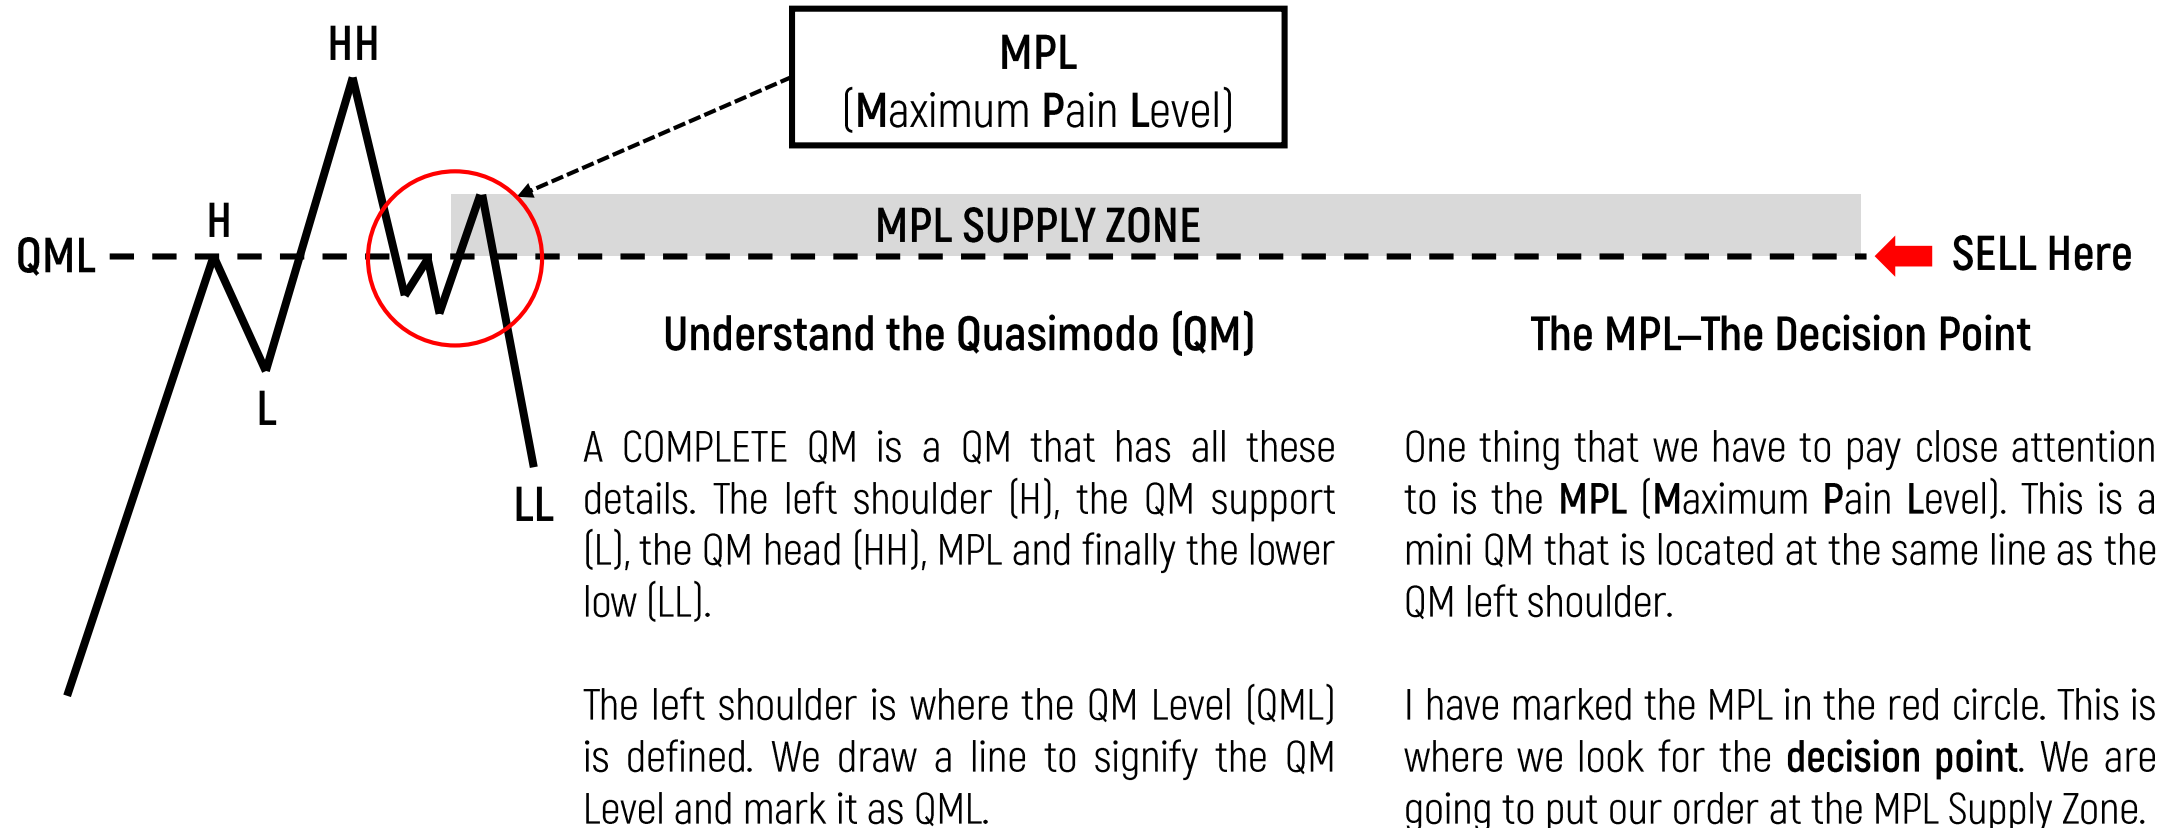 HH
MPL
(Maximum Pain Level)
H
MPL SUPPLY ZONE
QML
SELL Here
L
LL
Understand the Quasimodo (QM)
A COMPLETE QM is a QM that has all these
details. The left shoulder (H), the QM support
(L), the QM head (HH), MPL and finally the lower
low (LL).
The left shoulder is where the QM Level (QML)
is defined. We draw a line to signify the QM
Level and mark it as QML.
The MPL–The Decision Point
One thing that we have to pay close attention
to is the MPL (Maximum Pain Level). This is a
mini QM that is located at the same line as the
QM left shoulder.
I have marked the MPL in the red circle. This is
where we look for the decision point. We are
going to put our order at the MPL Supply Zone.